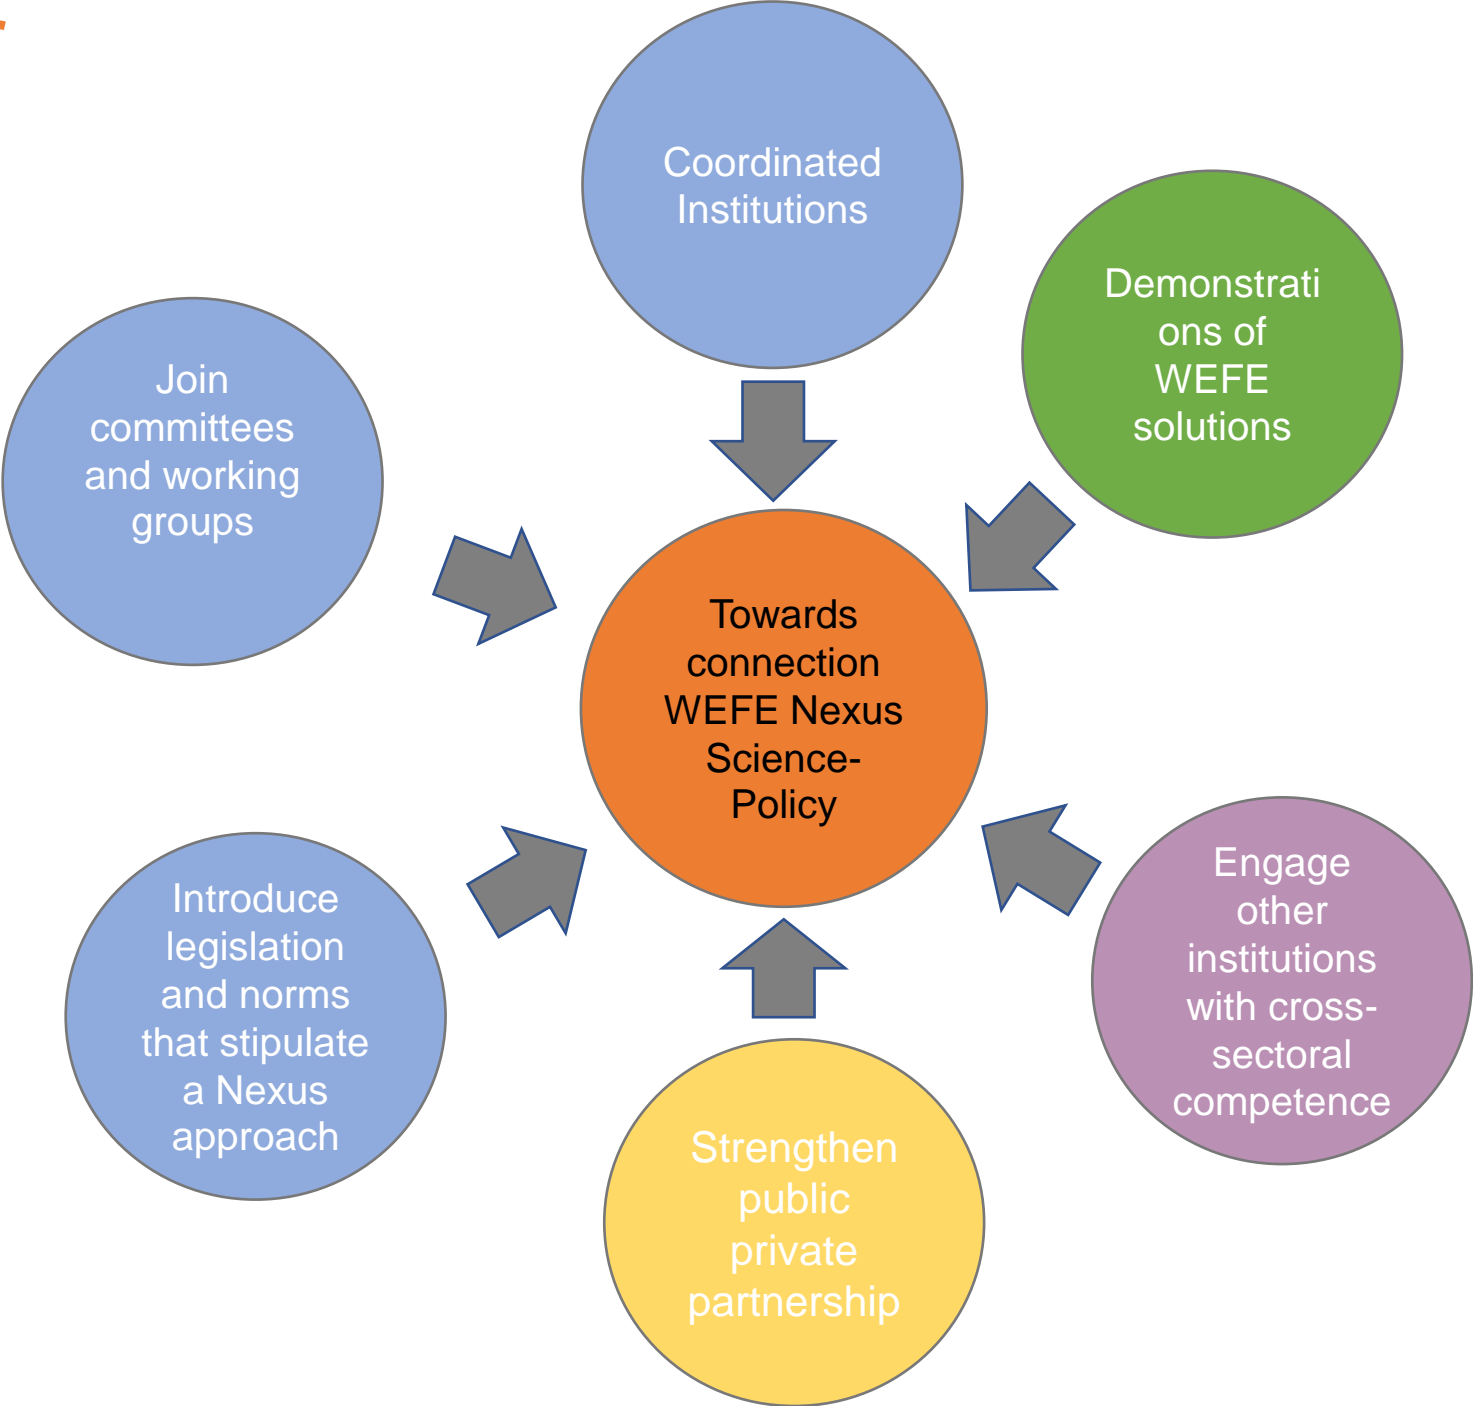 Coordinated
Institutions
Demonstrati
ons of
WEFE
solutions
Join
committees
and working
groups
Towards
connection
WEFE Nexus
Science-
Policy
Engage
other
institutions
with cross-
sectoral
competence
Introduce
legislation
and norms
that stipulate
a Nexus
approach
Strengthen
public
private
partnership